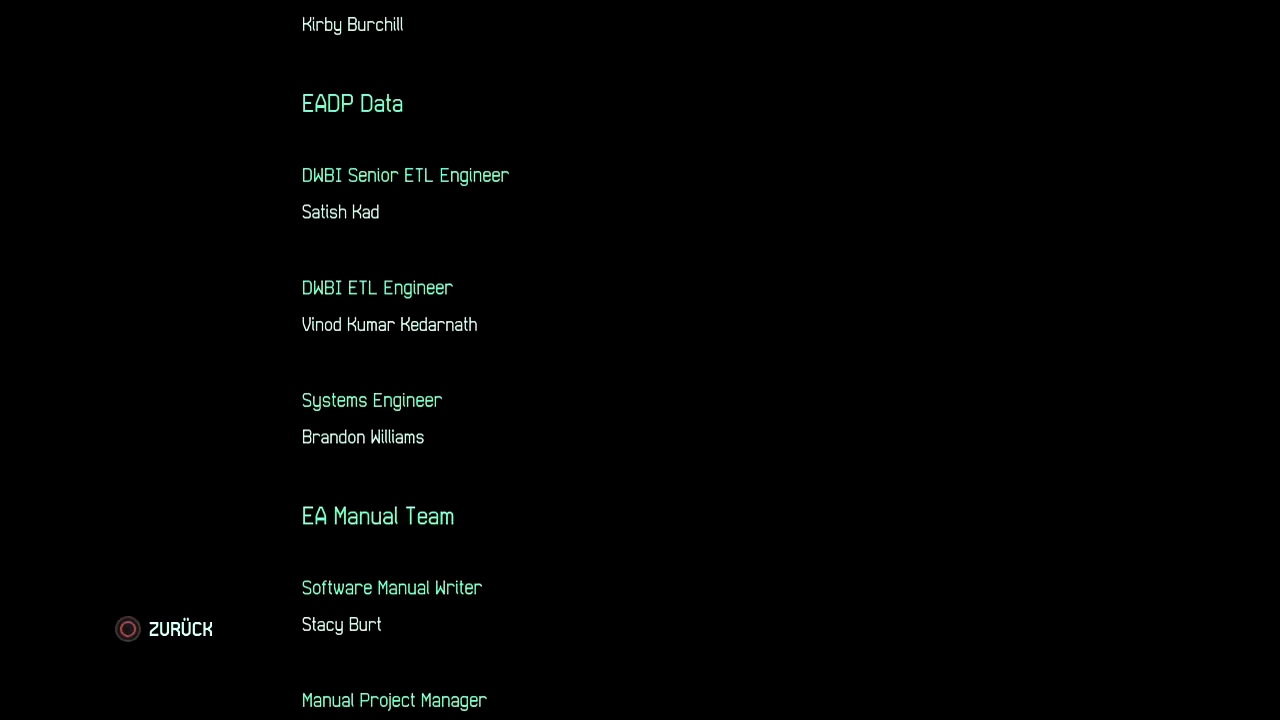 Kirby Burchill
EADP Data
DWBI Senior ETL Engineer
Satish Kad
DWBI ETL Engineer
Vinod Kumar Kedarnath
Systems Engineer
Brandon Williams
EA Manual Team
Software Manual Writer
Stacy Burt
ZURÜCK
Manual Project Manager